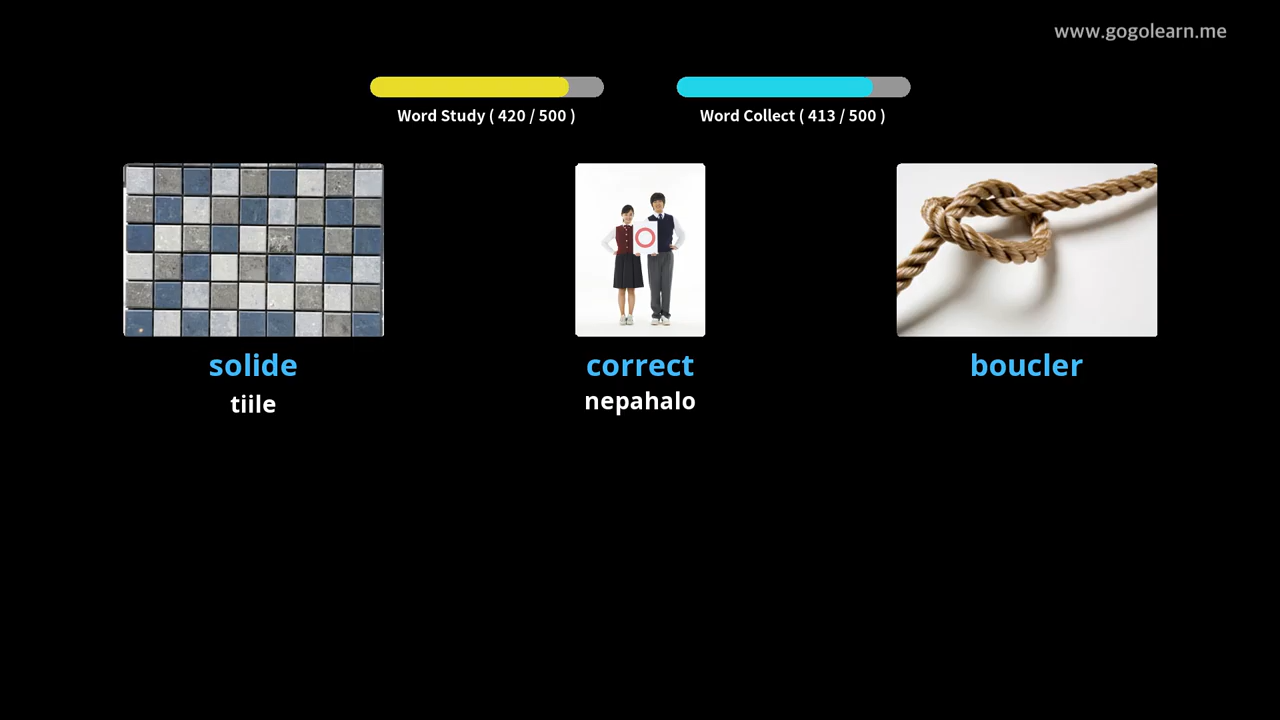 www.gogolearn.me
Word Study ( 420 / 500 )
Word Collect ( 413 / 500 )
solide
correct
boucler
tiile
nepahalo